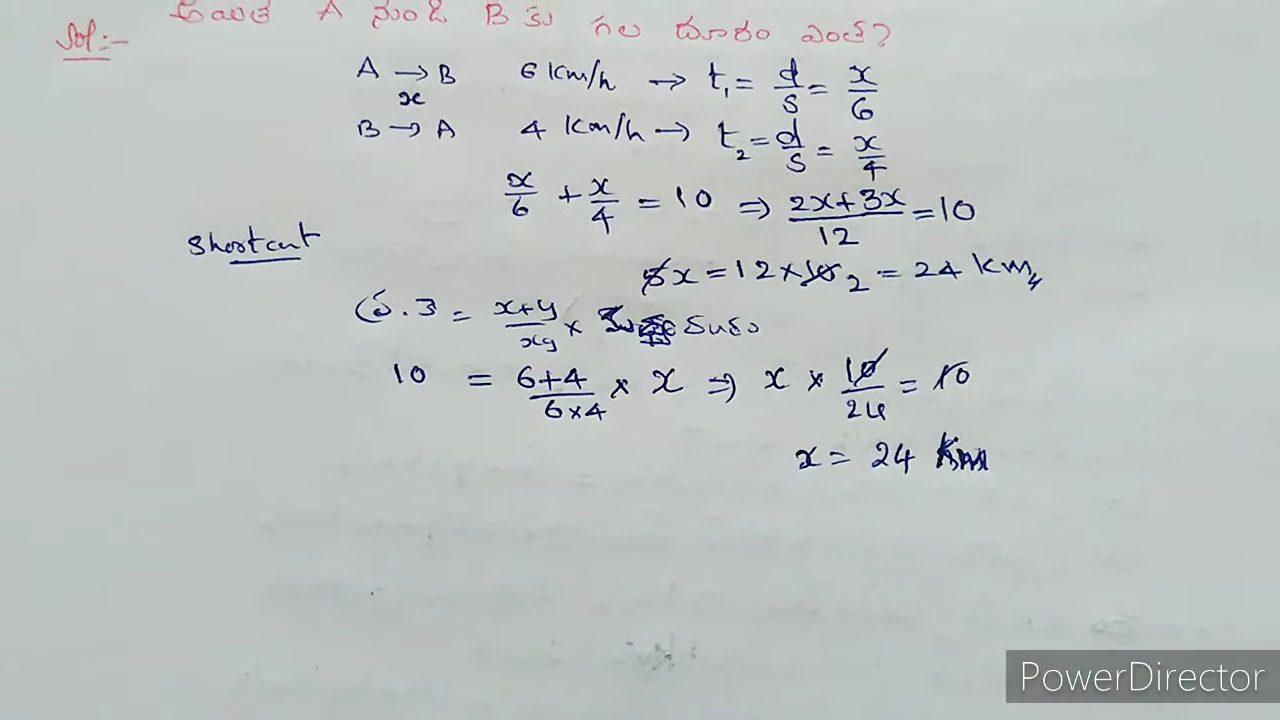 అయితే A నుండి B కు గల దూరం ఎంత?
Sol:-
A → B 6 Km/h → t₁ = d/s = x/6
x
B → A 4 Km/h → t₂ = d/s = x/4
x/6 + x/4 = 10 ⇒ (2x+3x)/12 = 10
Shortcut
5x = 12 × 10 2 = 24 Km
3 = (x+y)/xy × దూరం
10 = (6+4)/(6×4) × x ⇒ x × 10/24 = 10
x = 24 Km
PowerDirector